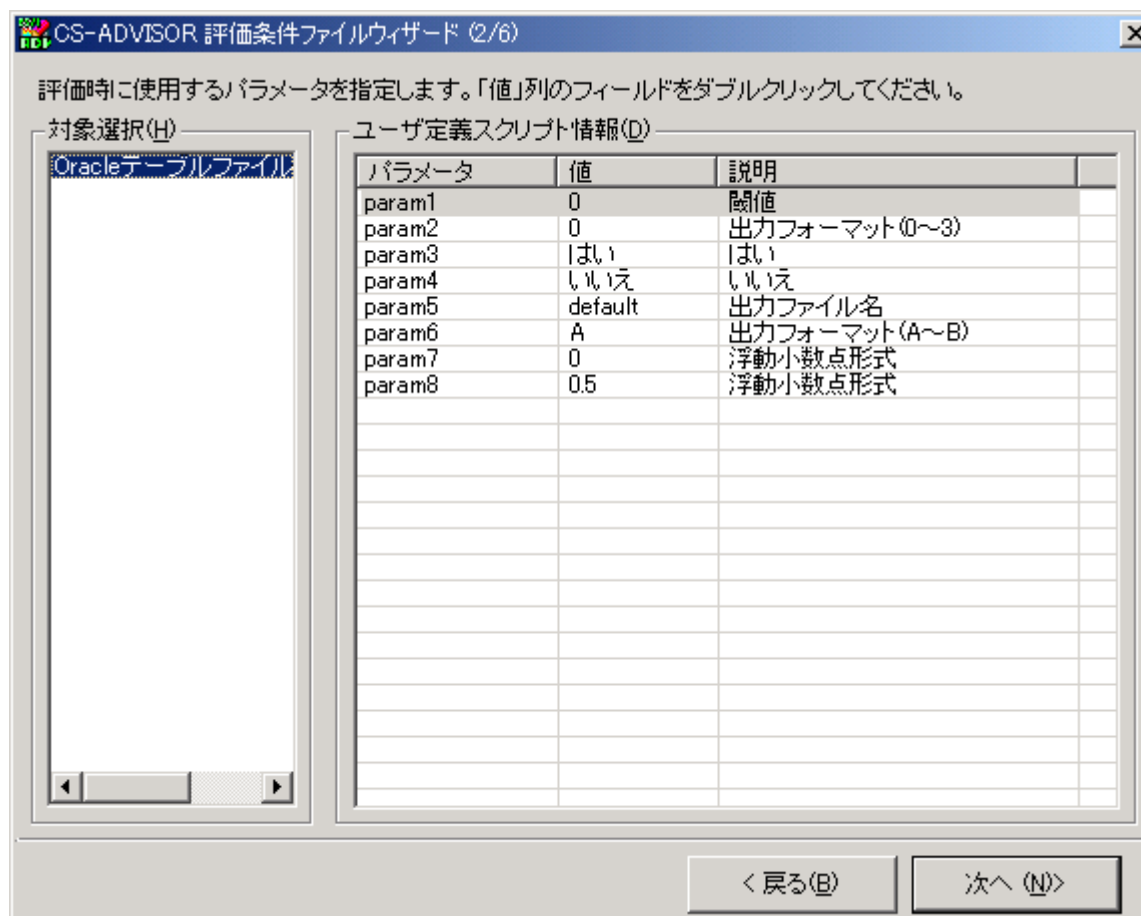 CS-ADVISOR 評価条件ファイルウィザード (2/6)
評価時に使用するパラメータを指定します。「値」列のフィールドをダブルクリックしてください。
対象選択(H)
Oracleテーブルファイル
ユーザ定義スクリプト情報(D)
パラメータ 値 説明
param1 0 閾値
param2 0 出力フォーマット(0～3)
param3 はい はい
param4 いいえ いいえ
param5 default 出力ファイル名
param6 A 出力フォーマット(A～B)
param7 0 浮動小数点形式
param8 0.5 浮動小数点形式
< 戻る(B) 次へ (N)>